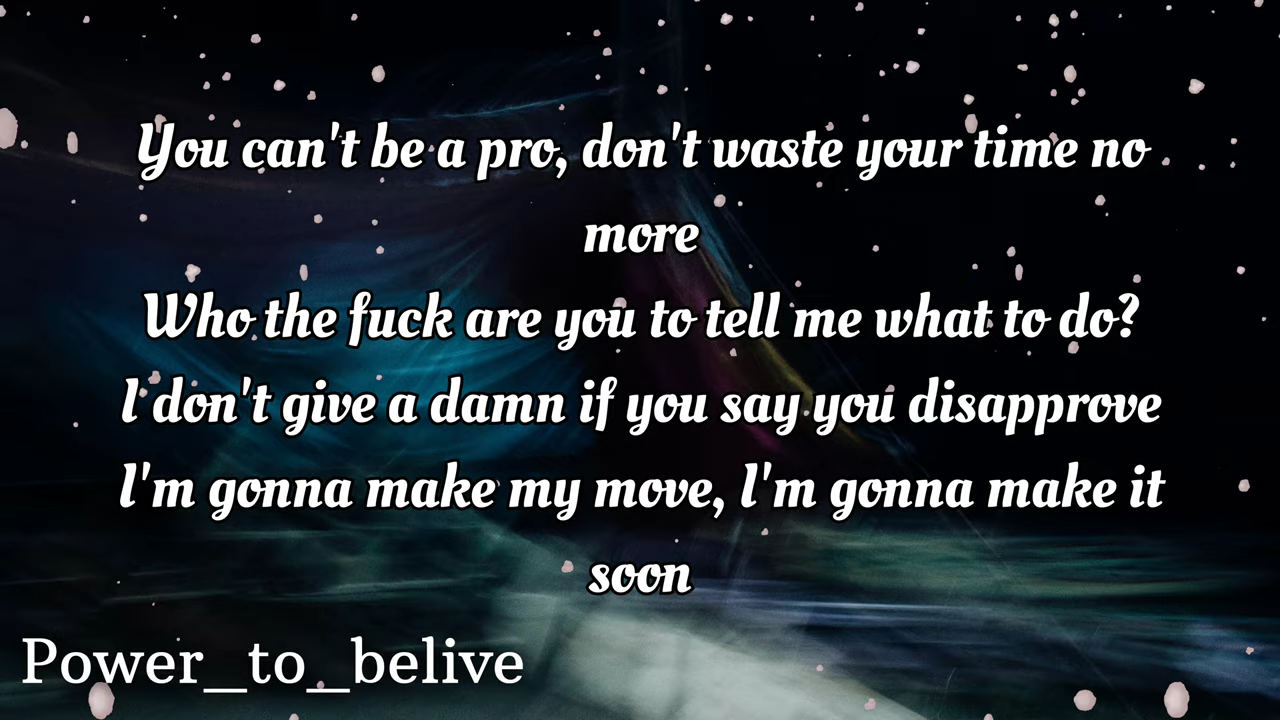 You can't be a pro, don't waste your time no
more
Who the fuck are you to tell me what to do?
I don't give a damn if you say you disapprove
I'm gonna make my move, I'm gonna make it
soon
Power_to_belive